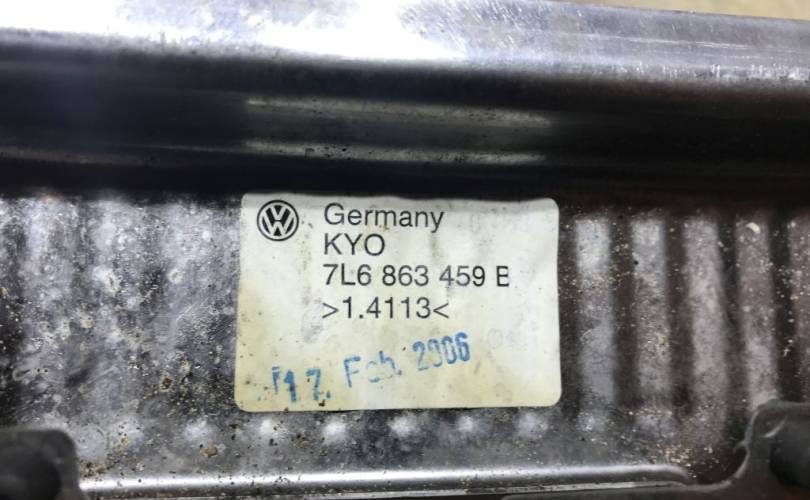 Germany
KYO
7L6 863 459 E
>1.4113<
17. Feb. 2006